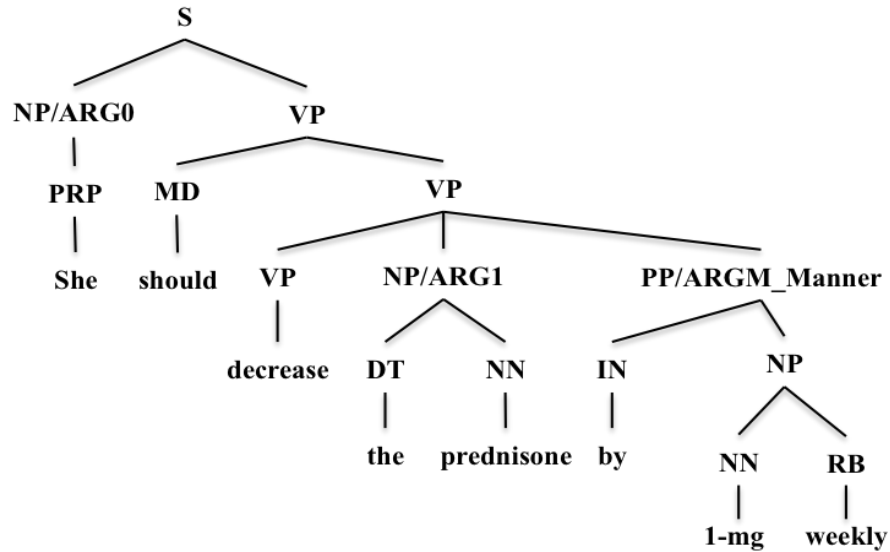 S
NP/ARG0 VP
PRP MD VP
She should VP NP/ARG1 PP/ARGM_Manner
decrease DT NN IN NP
the prednisone by NN RB
1-mg weekly